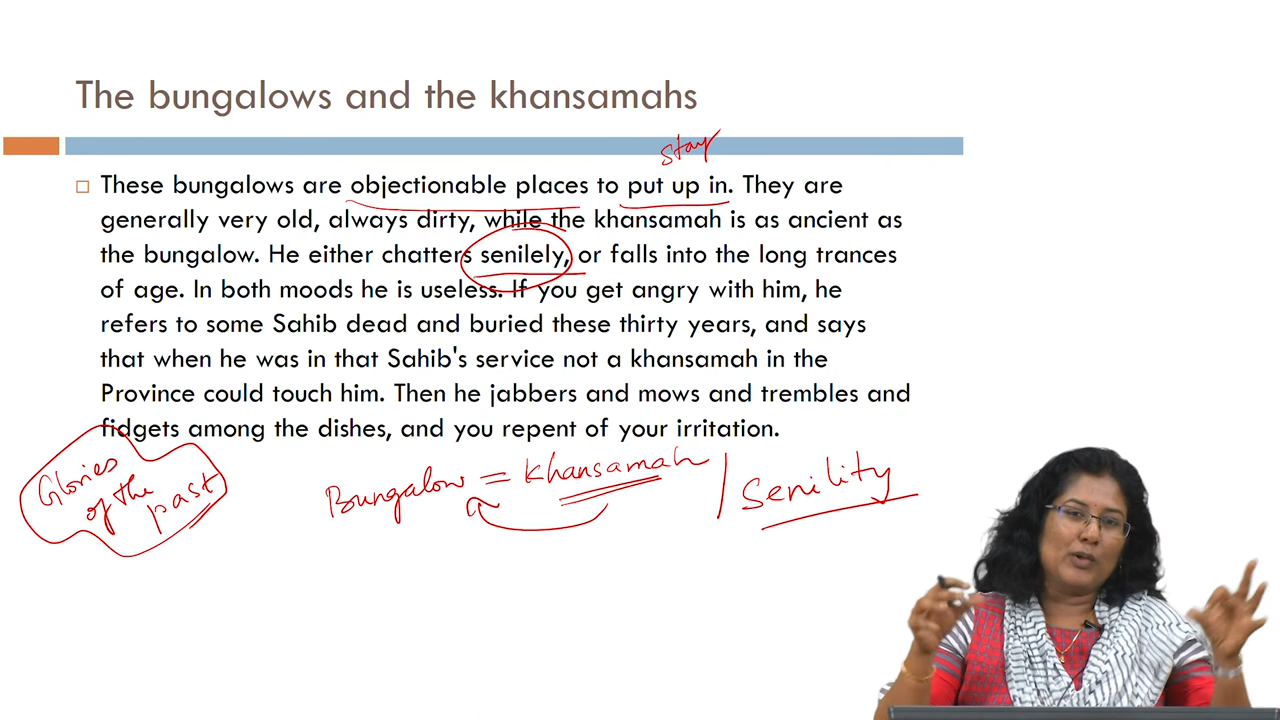 The bungalows and the khansamahs
stay
These bungalows are objectionable places to put up in. They are
generally very old, always dirty, while the khansamah is as ancient as
the bungalow. He either chatters senilely, or falls into the long trances
of age. In both moods he is useless. If you get angry with him, he
refers to some Sahib dead and buried these thirty years, and says
that when he was in that Sahib's service not a khansamah in the
Province could touch him. Then he jabbers and mows and trembles and
fidgets among the dishes, and you repent of your irritation.
Glories
of the
past
Bungalow = khansamah / Senility